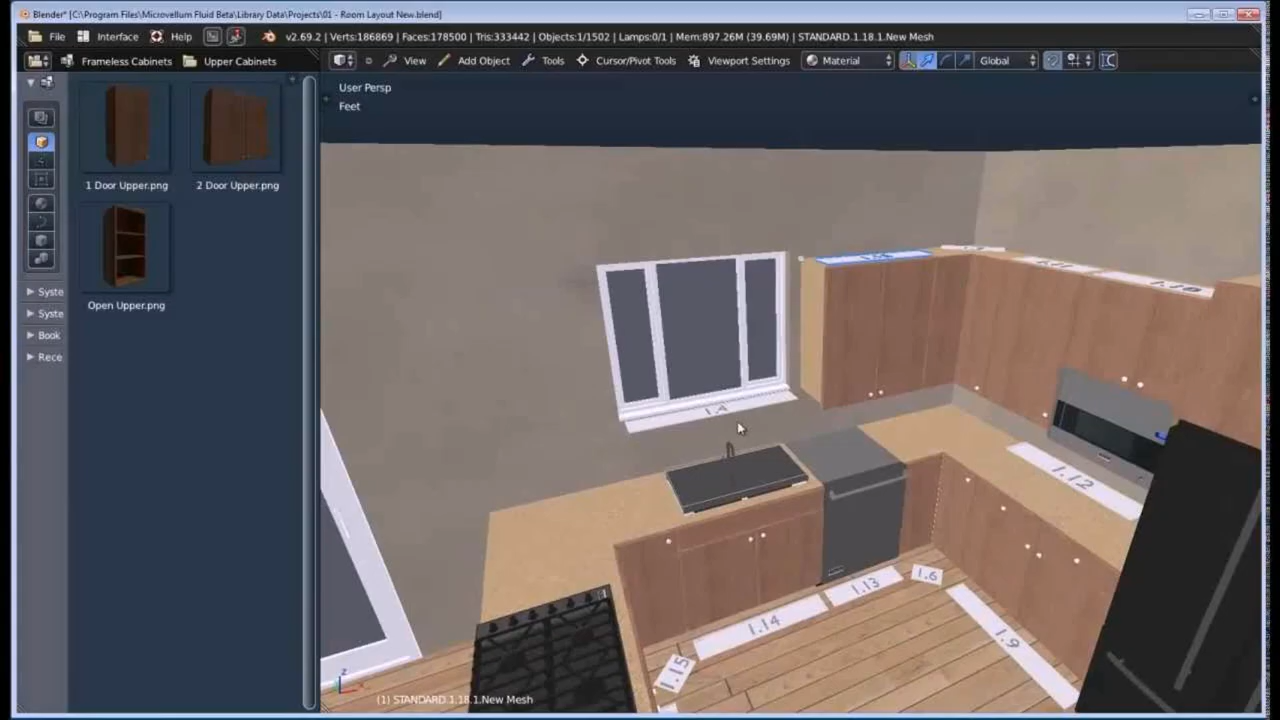 Blender* [C:\Program Files\Microvellum Fluid Beta\Library Data\Projects\01 - Room Layout New.blend]
File Interface Help v2.69.2 | Verts:186869 | Faces:178500 | Tris:333442 | Objects:1/1502 | Lamps:0/1 | Mem:897.26M (39.69M) | STANDARD.1.18.1.New Mesh
Frameless Cabinets Upper Cabinets View Add Object Tools Cursor/Pivot Tools Viewport Settings Material Global
User Persp
Feet
1 Door Upper.png 2 Door Upper.png
Open Upper.png
Syste
Syste
Book
Rece
1.10
1.4
1.12
1.6
1.13
1.14
1.9
1.15
(1) STANDARD.1.18.1.New Mesh